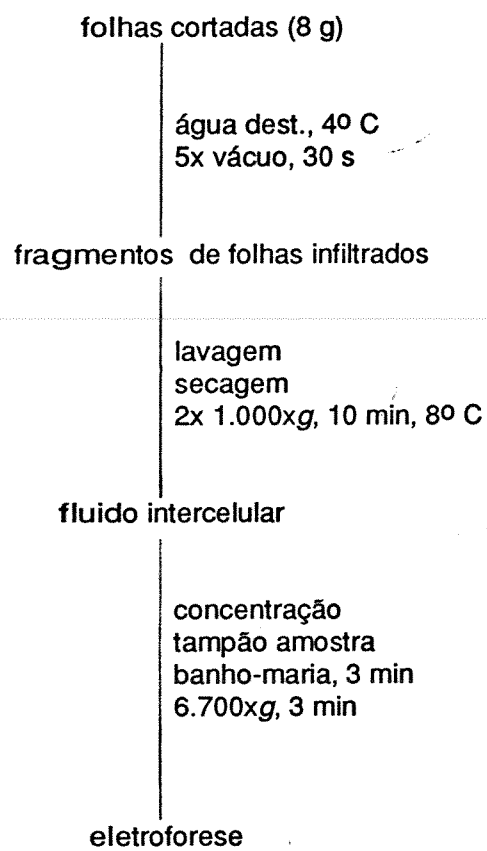 folhas cortadas (8 g)
água dest., 4º C
5x vácuo, 30 s
fragmentos de folhas infiltrados
lavagem
secagem
2x 1.000xg, 10 min, 8º C
fluido intercelular
concentração
tampão amostra
banho-maria, 3 min
6.700xg, 3 min
eletroforese